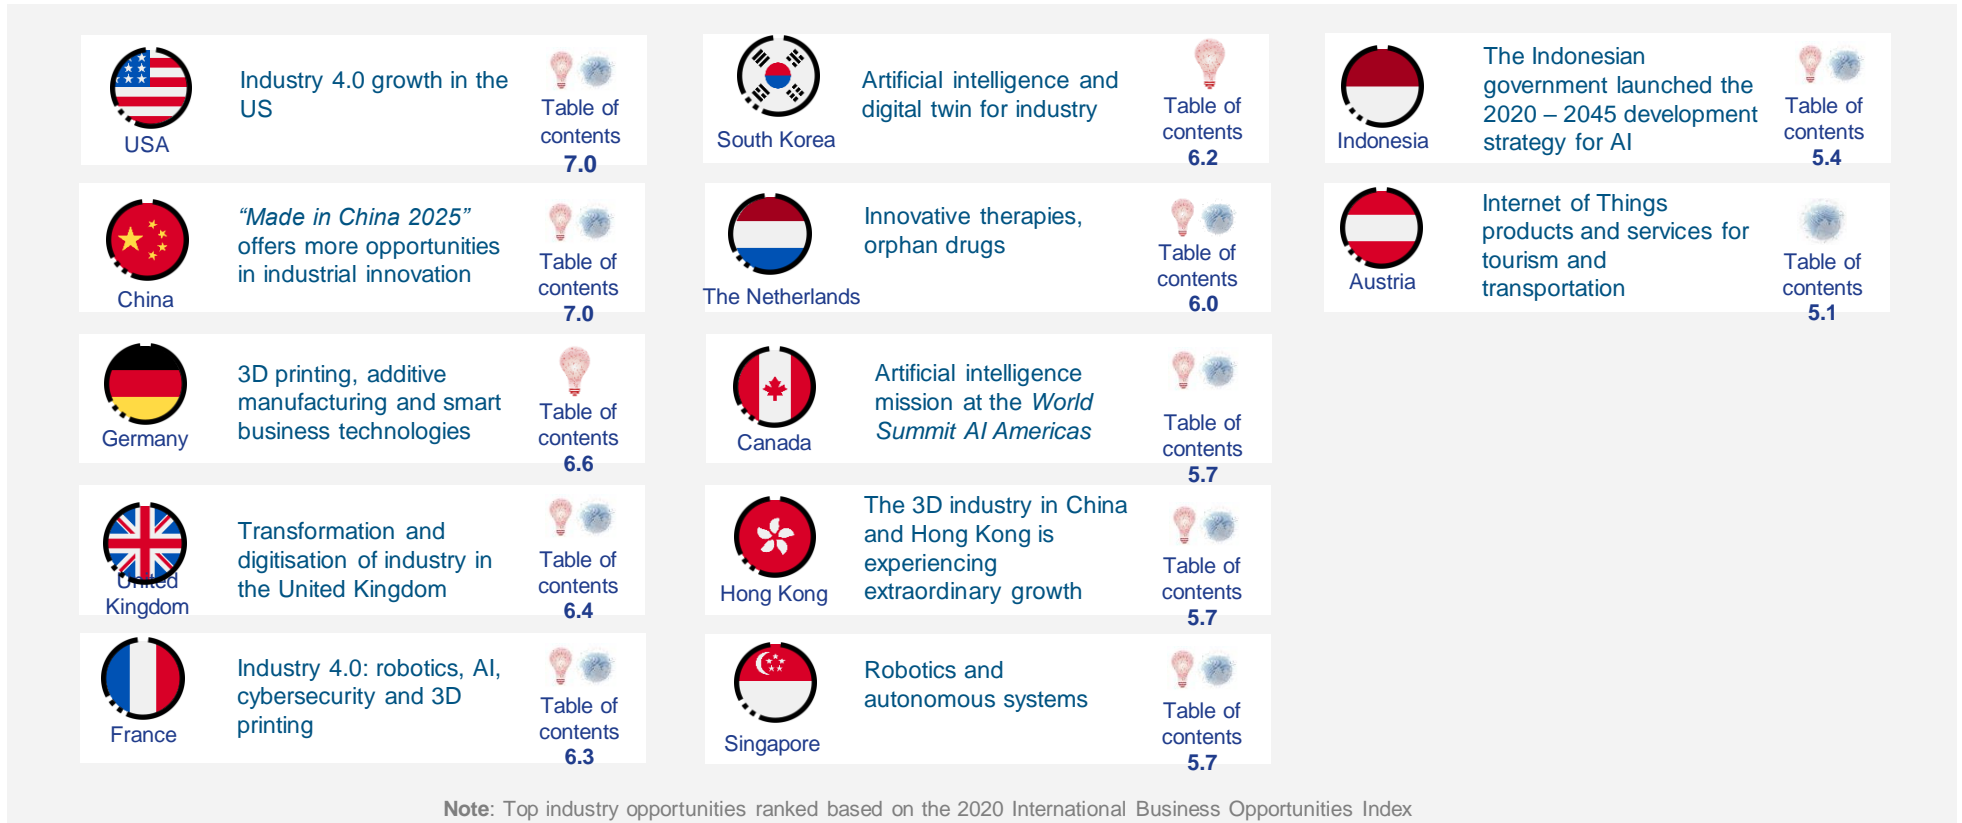 Industry 4.0 growth in the
US
USA
Table of
contents
7.0
“Made in China 2025”
offers more opportunities
in industrial innovation
China
Table of
contents
7.0
3D printing, additive
manufacturing and smart
business technologies
Germany
Table of
contents
6.6
Transformation and
digitisation of industry in
the United Kingdom
United
Kingdom
Table of
contents
6.4
Industry 4.0: robotics, AI,
cybersecurity and 3D
printing
France
Table of
contents
6.3
Artificial intelligence and
digital twin for industry
South Korea
Table of
contents
6.2
Innovative therapies,
orphan drugs
The Netherlands
Table of
contents
6.0
Artificial intelligence
mission at the World
Summit AI Americas
Canada
Table of
contents
5.7
The 3D industry in China
and Hong Kong is
experiencing
extraordinary growth
Hong Kong
Table of
contents
5.7
Robotics and
autonomous systems
Singapore
Table of
contents
5.7
The Indonesian
government launched the
2020 – 2045 development
strategy for AI
Indonesia
Table of
contents
5.4
Internet of Things
products and services for
tourism and
transportation
Austria
Table of
contents
5.1
Note: Top industry opportunities ranked based on the 2020 International Business Opportunities Index